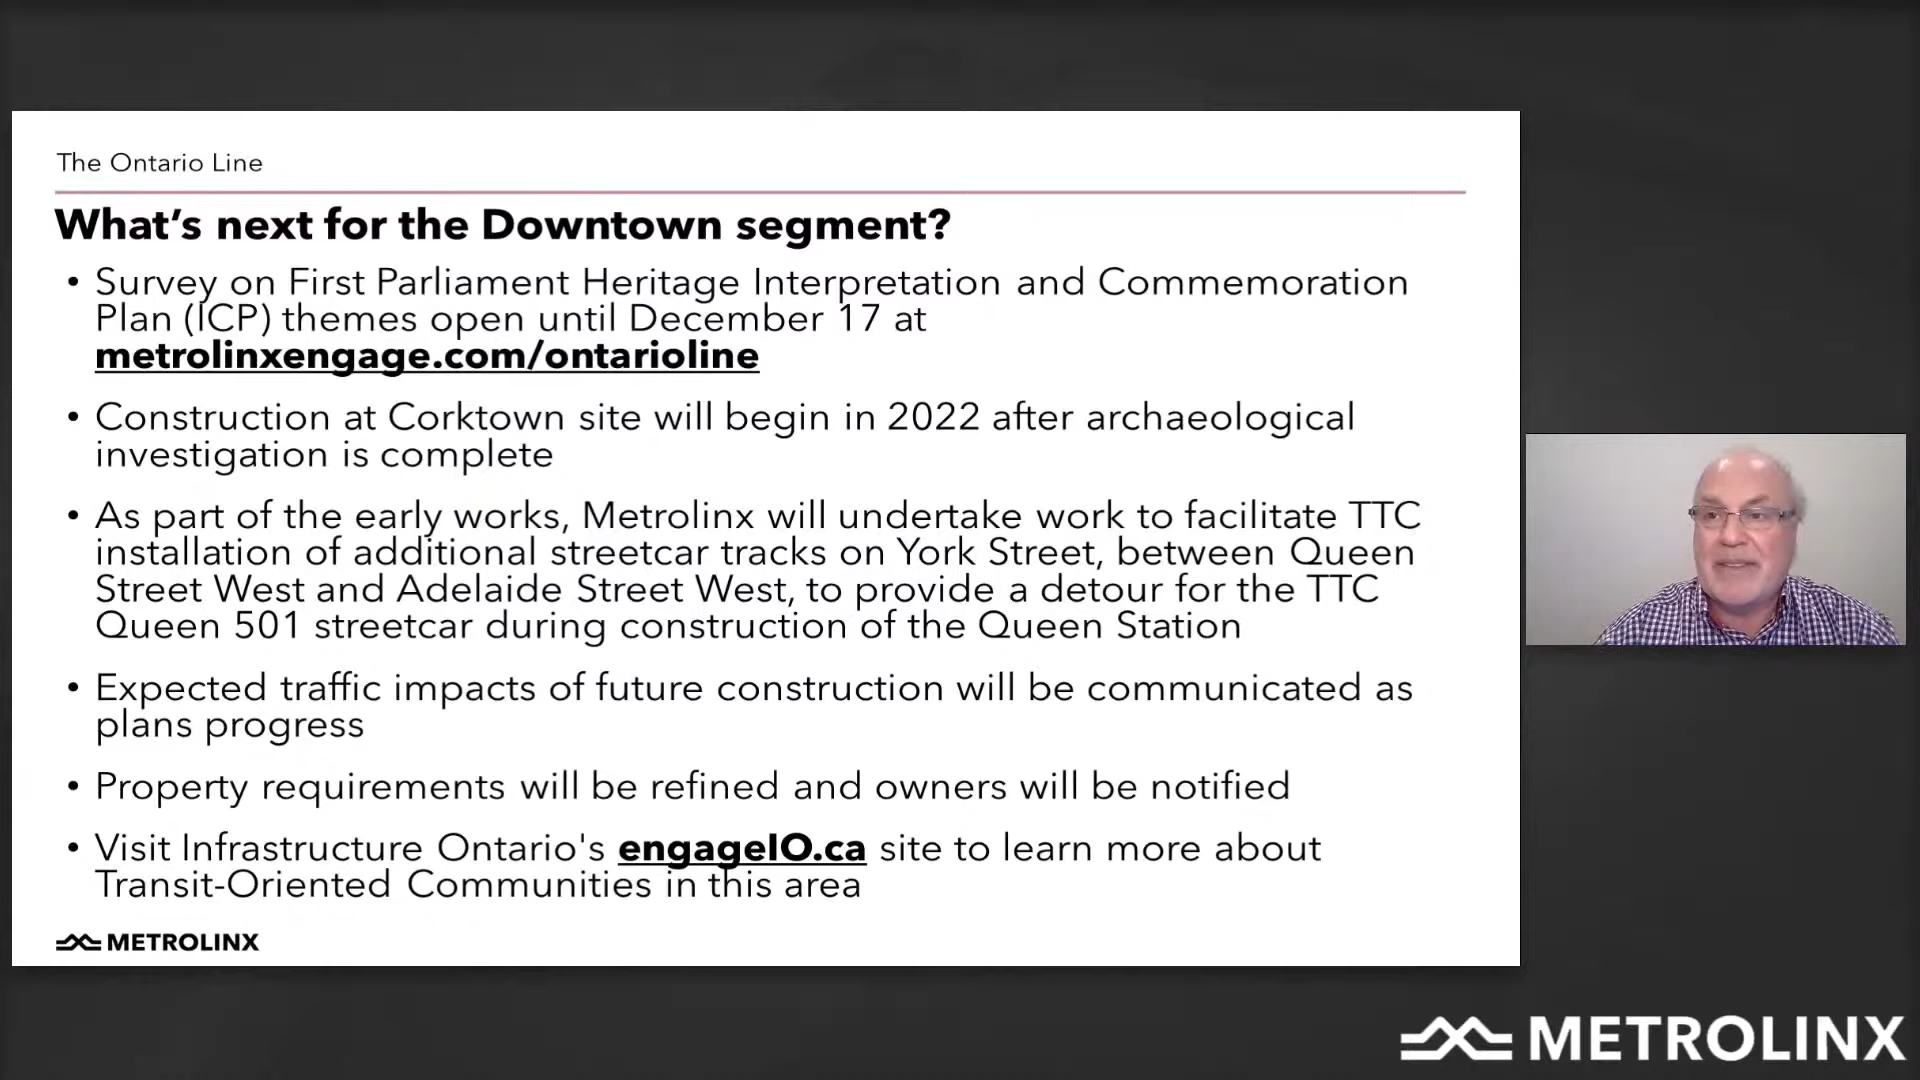 The Ontario Line
What's next for the Downtown segment?
• Survey on First Parliament Heritage Interpretation and Commemoration
Plan (ICP) themes open until December 17 at
metrolinxengage.com/ontarioline
• Construction at Corktown site will begin in 2022 after archaeological
investigation is complete
• As part of the early works, Metrolinx will undertake work to facilitate TTC
installation of additional streetcar tracks on York Street, between Queen
Street West and Adelaide Street West, to provide a detour for the TTC
Queen 501 streetcar during construction of the Queen Station
• Expected traffic impacts of future construction will be communicated as
plans progress
• Property requirements will be refined and owners will be notified
• Visit Infrastructure Ontario's engageIO.ca site to learn more about
Transit-Oriented Communities in this area
METROLINX
METROLINX